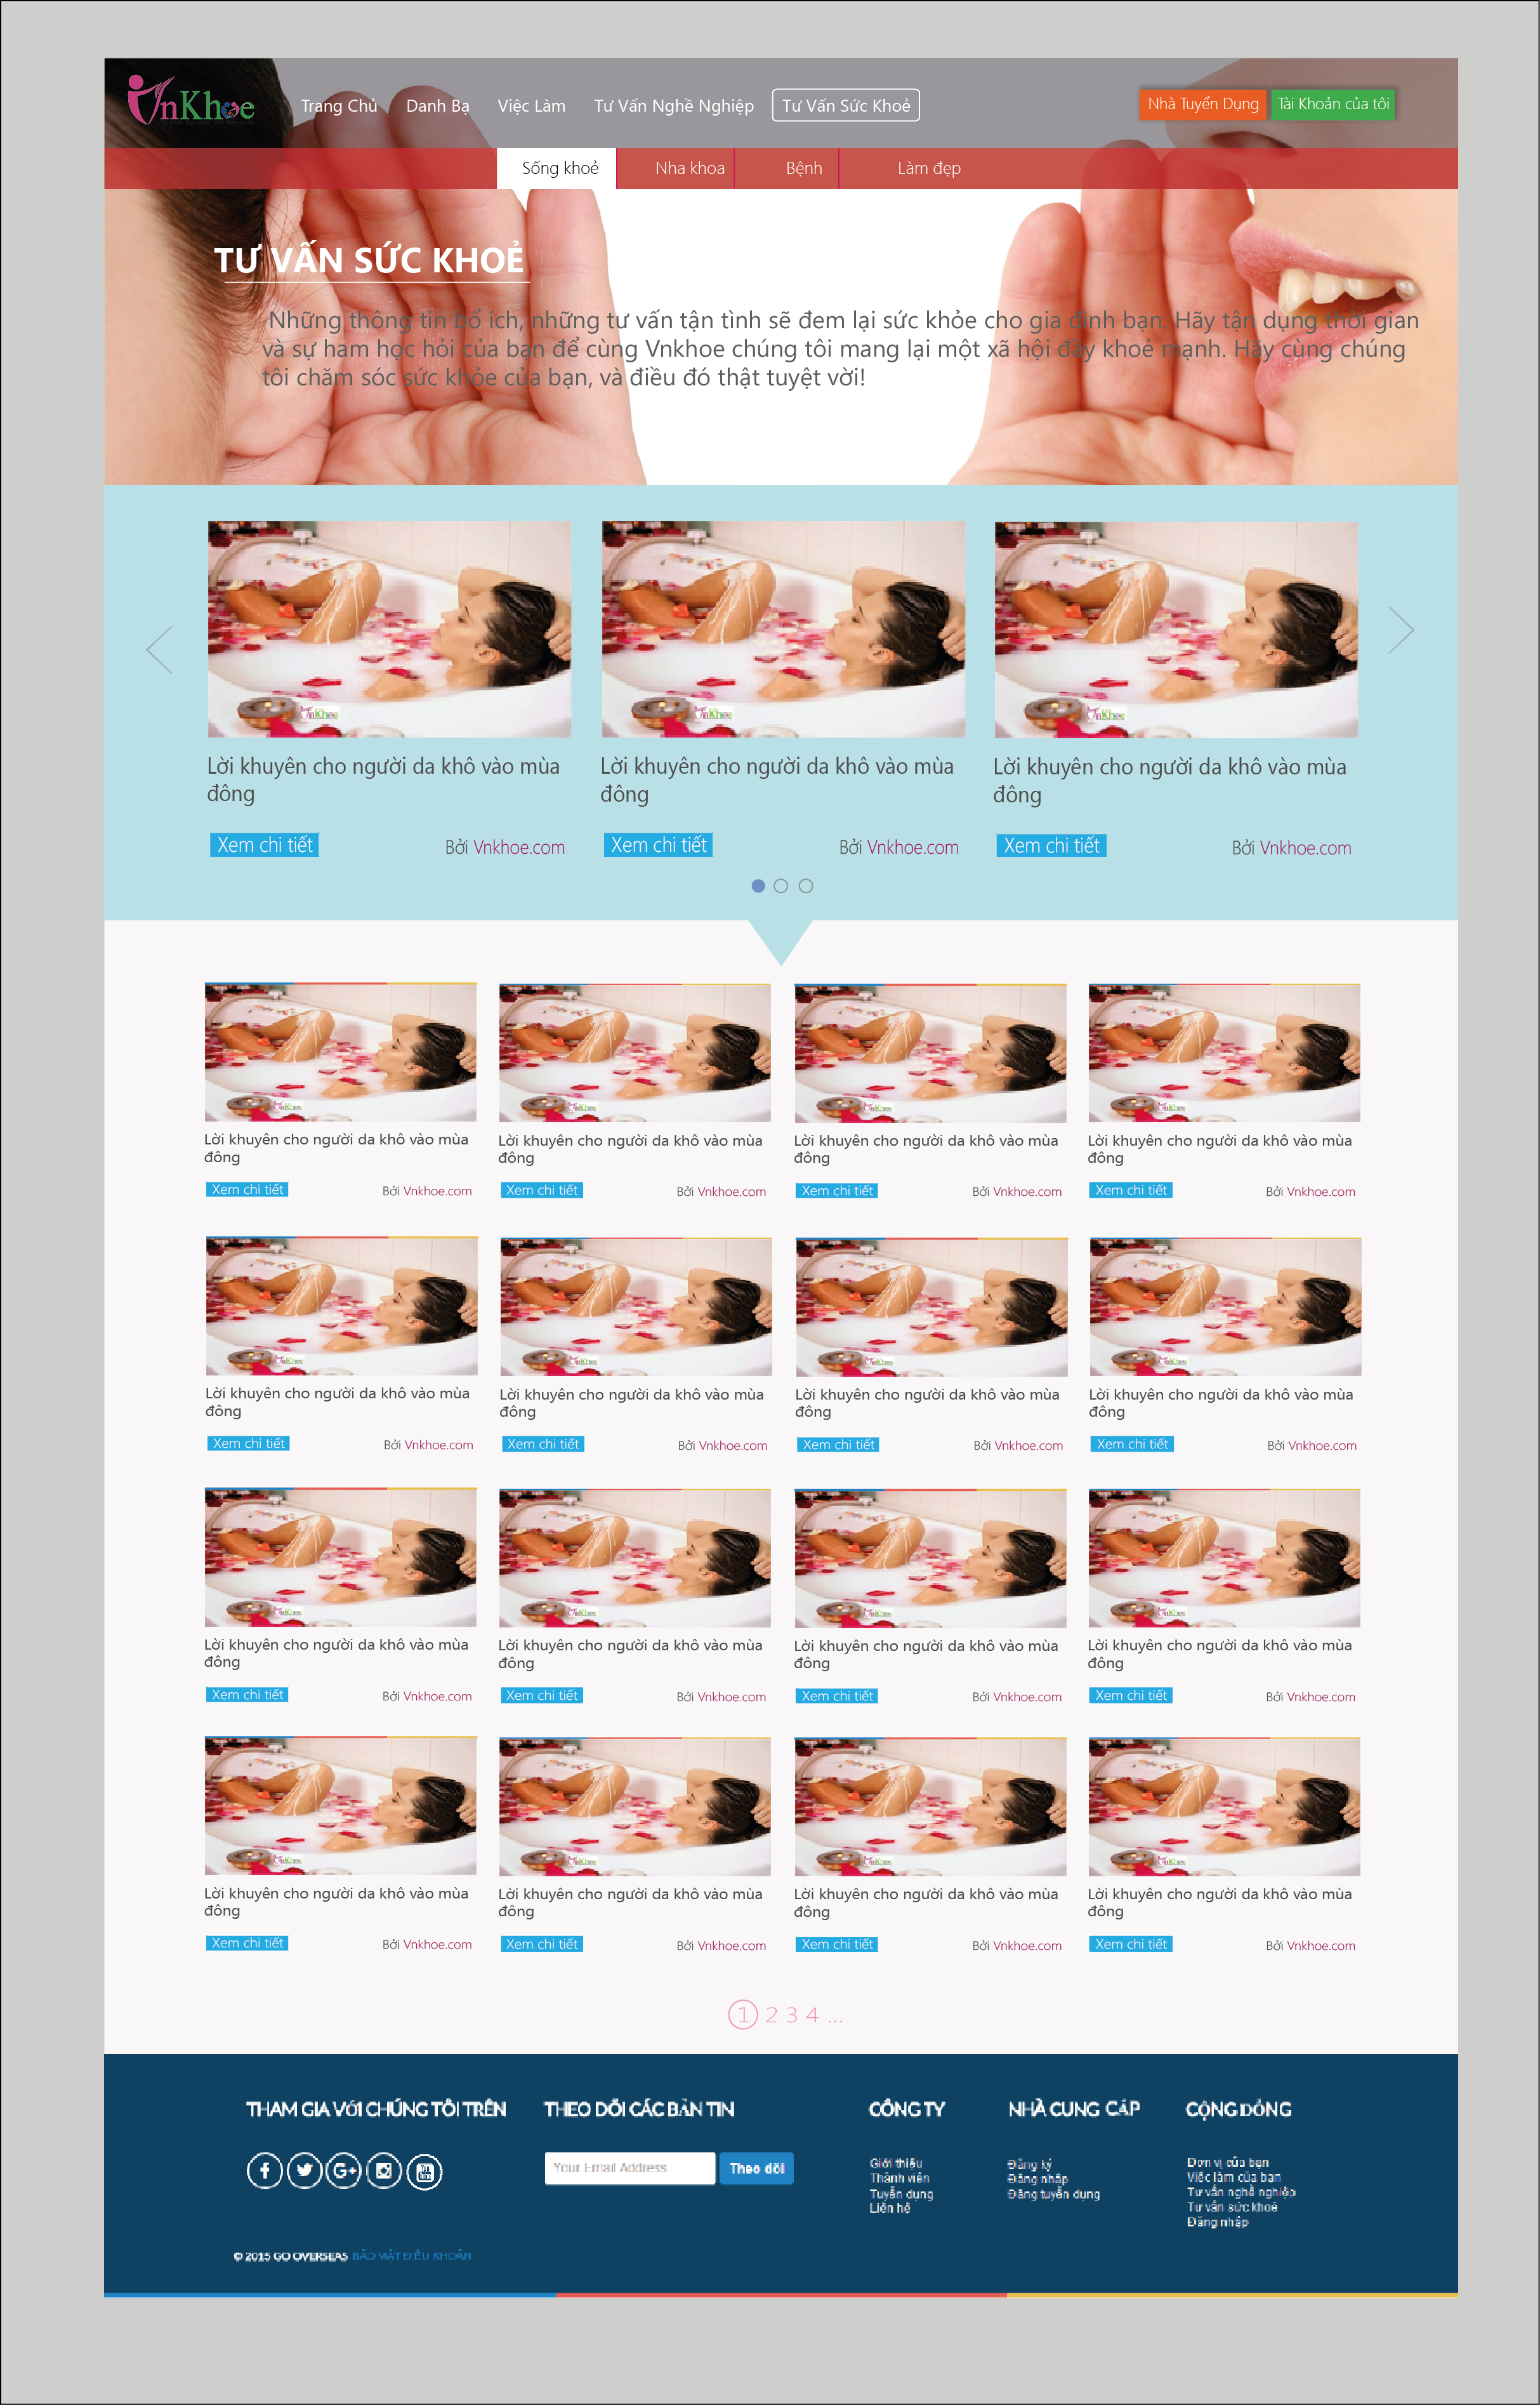 VnKhoe
Trang Chủ Danh Bạ Việc Làm Tư Vấn Nghề Nghiệp Tư Vấn Sức Khoẻ Nhà Tuyển Dụng Tài Khoản của tôi
Sống khoẻ Nha khoa Bệnh Làm đẹp
TƯ VẤN SỨC KHOẺ
Những thông tin bổ ích, những tư vấn tận tình sẽ đem lại sức khỏe cho gia đình bạn. Hãy tận dụng thời gian
và sự ham học hỏi của bạn để cùng Vnkhoe chúng tôi mang lại một xã hội đầy khoẻ mạnh. Hãy cùng chúng
tôi chăm sóc sức khỏe của bạn, và điều đó thật tuyệt vời!
VnKhoe VnKhoe VnKhoe
Lời khuyên cho người da khô vào mùa Lời khuyên cho người da khô vào mùa Lời khuyên cho người da khô vào mùa
đông đông đông
Xem chi tiết Bởi Vnkhoe.com Xem chi tiết Bởi Vnkhoe.com Xem chi tiết Bởi Vnkhoe.com
Lời khuyên cho người da khô vào mùa Lời khuyên cho người da khô vào mùa Lời khuyên cho người da khô vào mùa Lời khuyên cho người da khô vào mùa
đông đông đông đông
Xem chi tiết Bởi Vnkhoe.com Xem chi tiết Bởi Vnkhoe.com Xem chi tiết Bởi Vnkhoe.com Xem chi tiết Bởi Vnkhoe.com
Lời khuyên cho người da khô vào mùa Lời khuyên cho người da khô vào mùa Lời khuyên cho người da khô vào mùa Lời khuyên cho người da khô vào mùa
đông đông đông đông
Xem chi tiết Bởi Vnkhoe.com Xem chi tiết Bởi Vnkhoe.com Xem chi tiết Bởi Vnkhoe.com Xem chi tiết Bởi Vnkhoe.com
Lời khuyên cho người da khô vào mùa Lời khuyên cho người da khô vào mùa Lời khuyên cho người da khô vào mùa Lời khuyên cho người da khô vào mùa
đông đông đông đông
Xem chi tiết Bởi Vnkhoe.com Xem chi tiết Bởi Vnkhoe.com Xem chi tiết Bởi Vnkhoe.com Xem chi tiết Bởi Vnkhoe.com
Lời khuyên cho người da khô vào mùa Lời khuyên cho người da khô vào mùa Lời khuyên cho người da khô vào mùa Lời khuyên cho người da khô vào mùa
đông đông đông đông
Xem chi tiết Bởi Vnkhoe.com Xem chi tiết Bởi Vnkhoe.com Xem chi tiết Bởi Vnkhoe.com Xem chi tiết Bởi Vnkhoe.com
1 2 3 4 ...
THAM GIA VỚI CHÚNG TÔI TRÊN
THEO DÕI CÁC BẢN TIN
Your Email Address Theo dõi
CÔNG TY
Giới thiệu
Thành viên
Tuyển dụng
Liên hệ
NHÀ CUNG CẤP
Đăng ký
Đăng nhập
Đăng tuyển dụng
CỘNG ĐỒNG
Đơn vị của bạn
Việc làm của bạn
Tư vấn nghề nghiệp
Tư vấn sức khoẻ
Đăng nhập
© 2015 GO OVERSEAS BẢO MẬT ĐIỀU KHOẢN